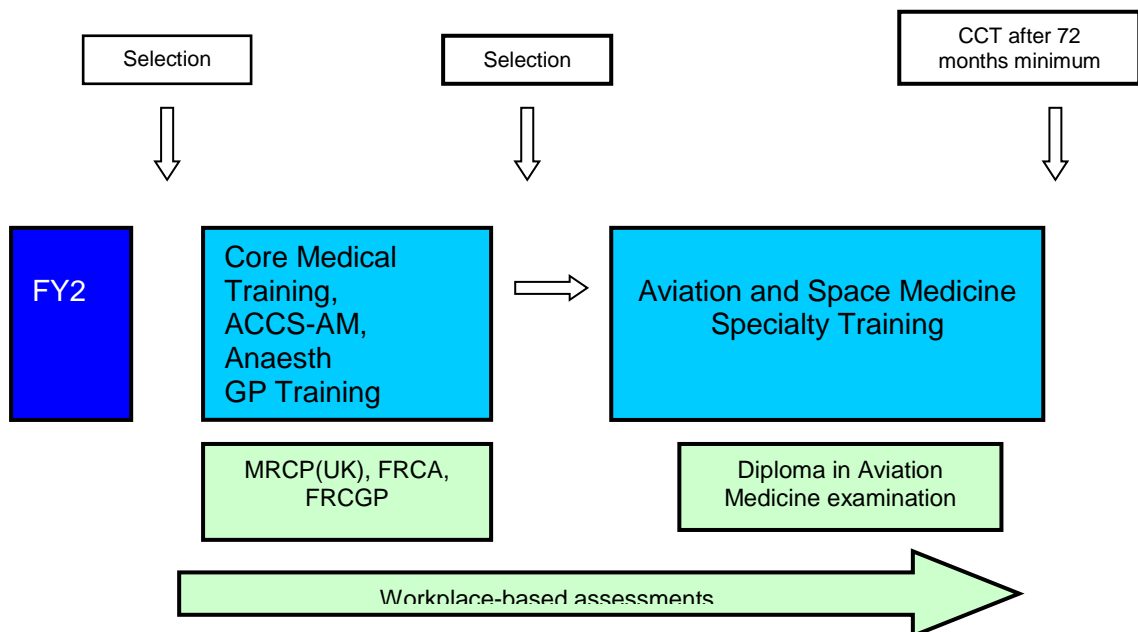 Selection
Selection
CCT after 72
months minimum
FY2
Core Medical
Training,
ACCS-AM,
Anaesth
GP Training
Aviation and Space Medicine
Specialty Training
MRCP(UK), FRCA,
FRCGP
Diploma in Aviation
Medicine examination
Workplace-based assessments